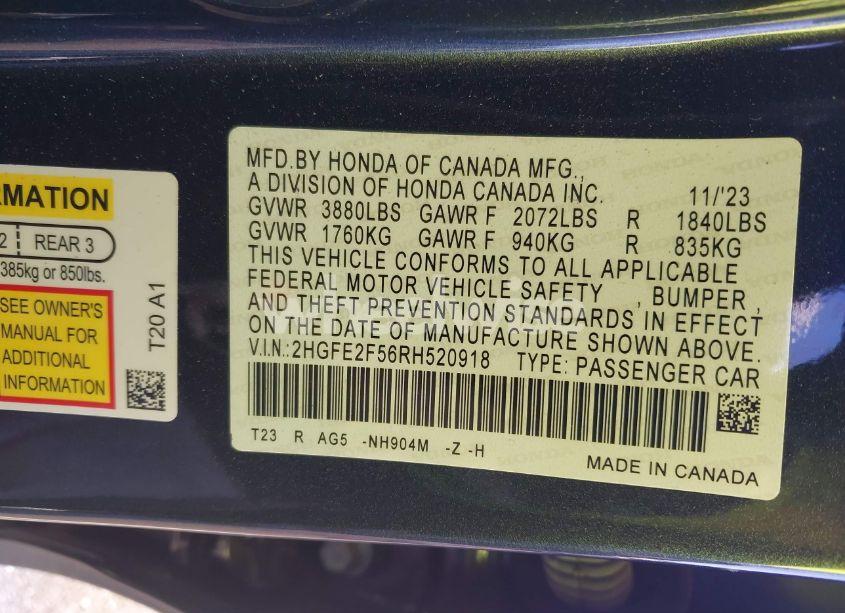 RMATION
2 | REAR 3
385kg or 850lbs.
SEE OWNER'S
MANUAL FOR
ADDITIONAL
INFORMATION
T20 A1
MFD.BY HONDA OF CANADA MFG.,
A DIVISION OF HONDA CANADA INC. 11/'23
GVWR 3880LBS GAWR F 2072LBS R 1840LBS
GVWR 1760KG GAWR F 940KG R 835KG
THIS VEHICLE CONFORMS TO ALL APPLICABLE
FEDERAL MOTOR VEHICLE SAFETY , BUMPER ,
AND THEFT PREVENTION STANDARDS IN EFFECT
ON THE DATE OF MANUFACTURE SHOWN ABOVE.
V.I.N.:2HGFE2F56RH520918 TYPE: PASSENGER CAR
T23 R AG5 -NH904M -Z -H
MADE IN CANADA